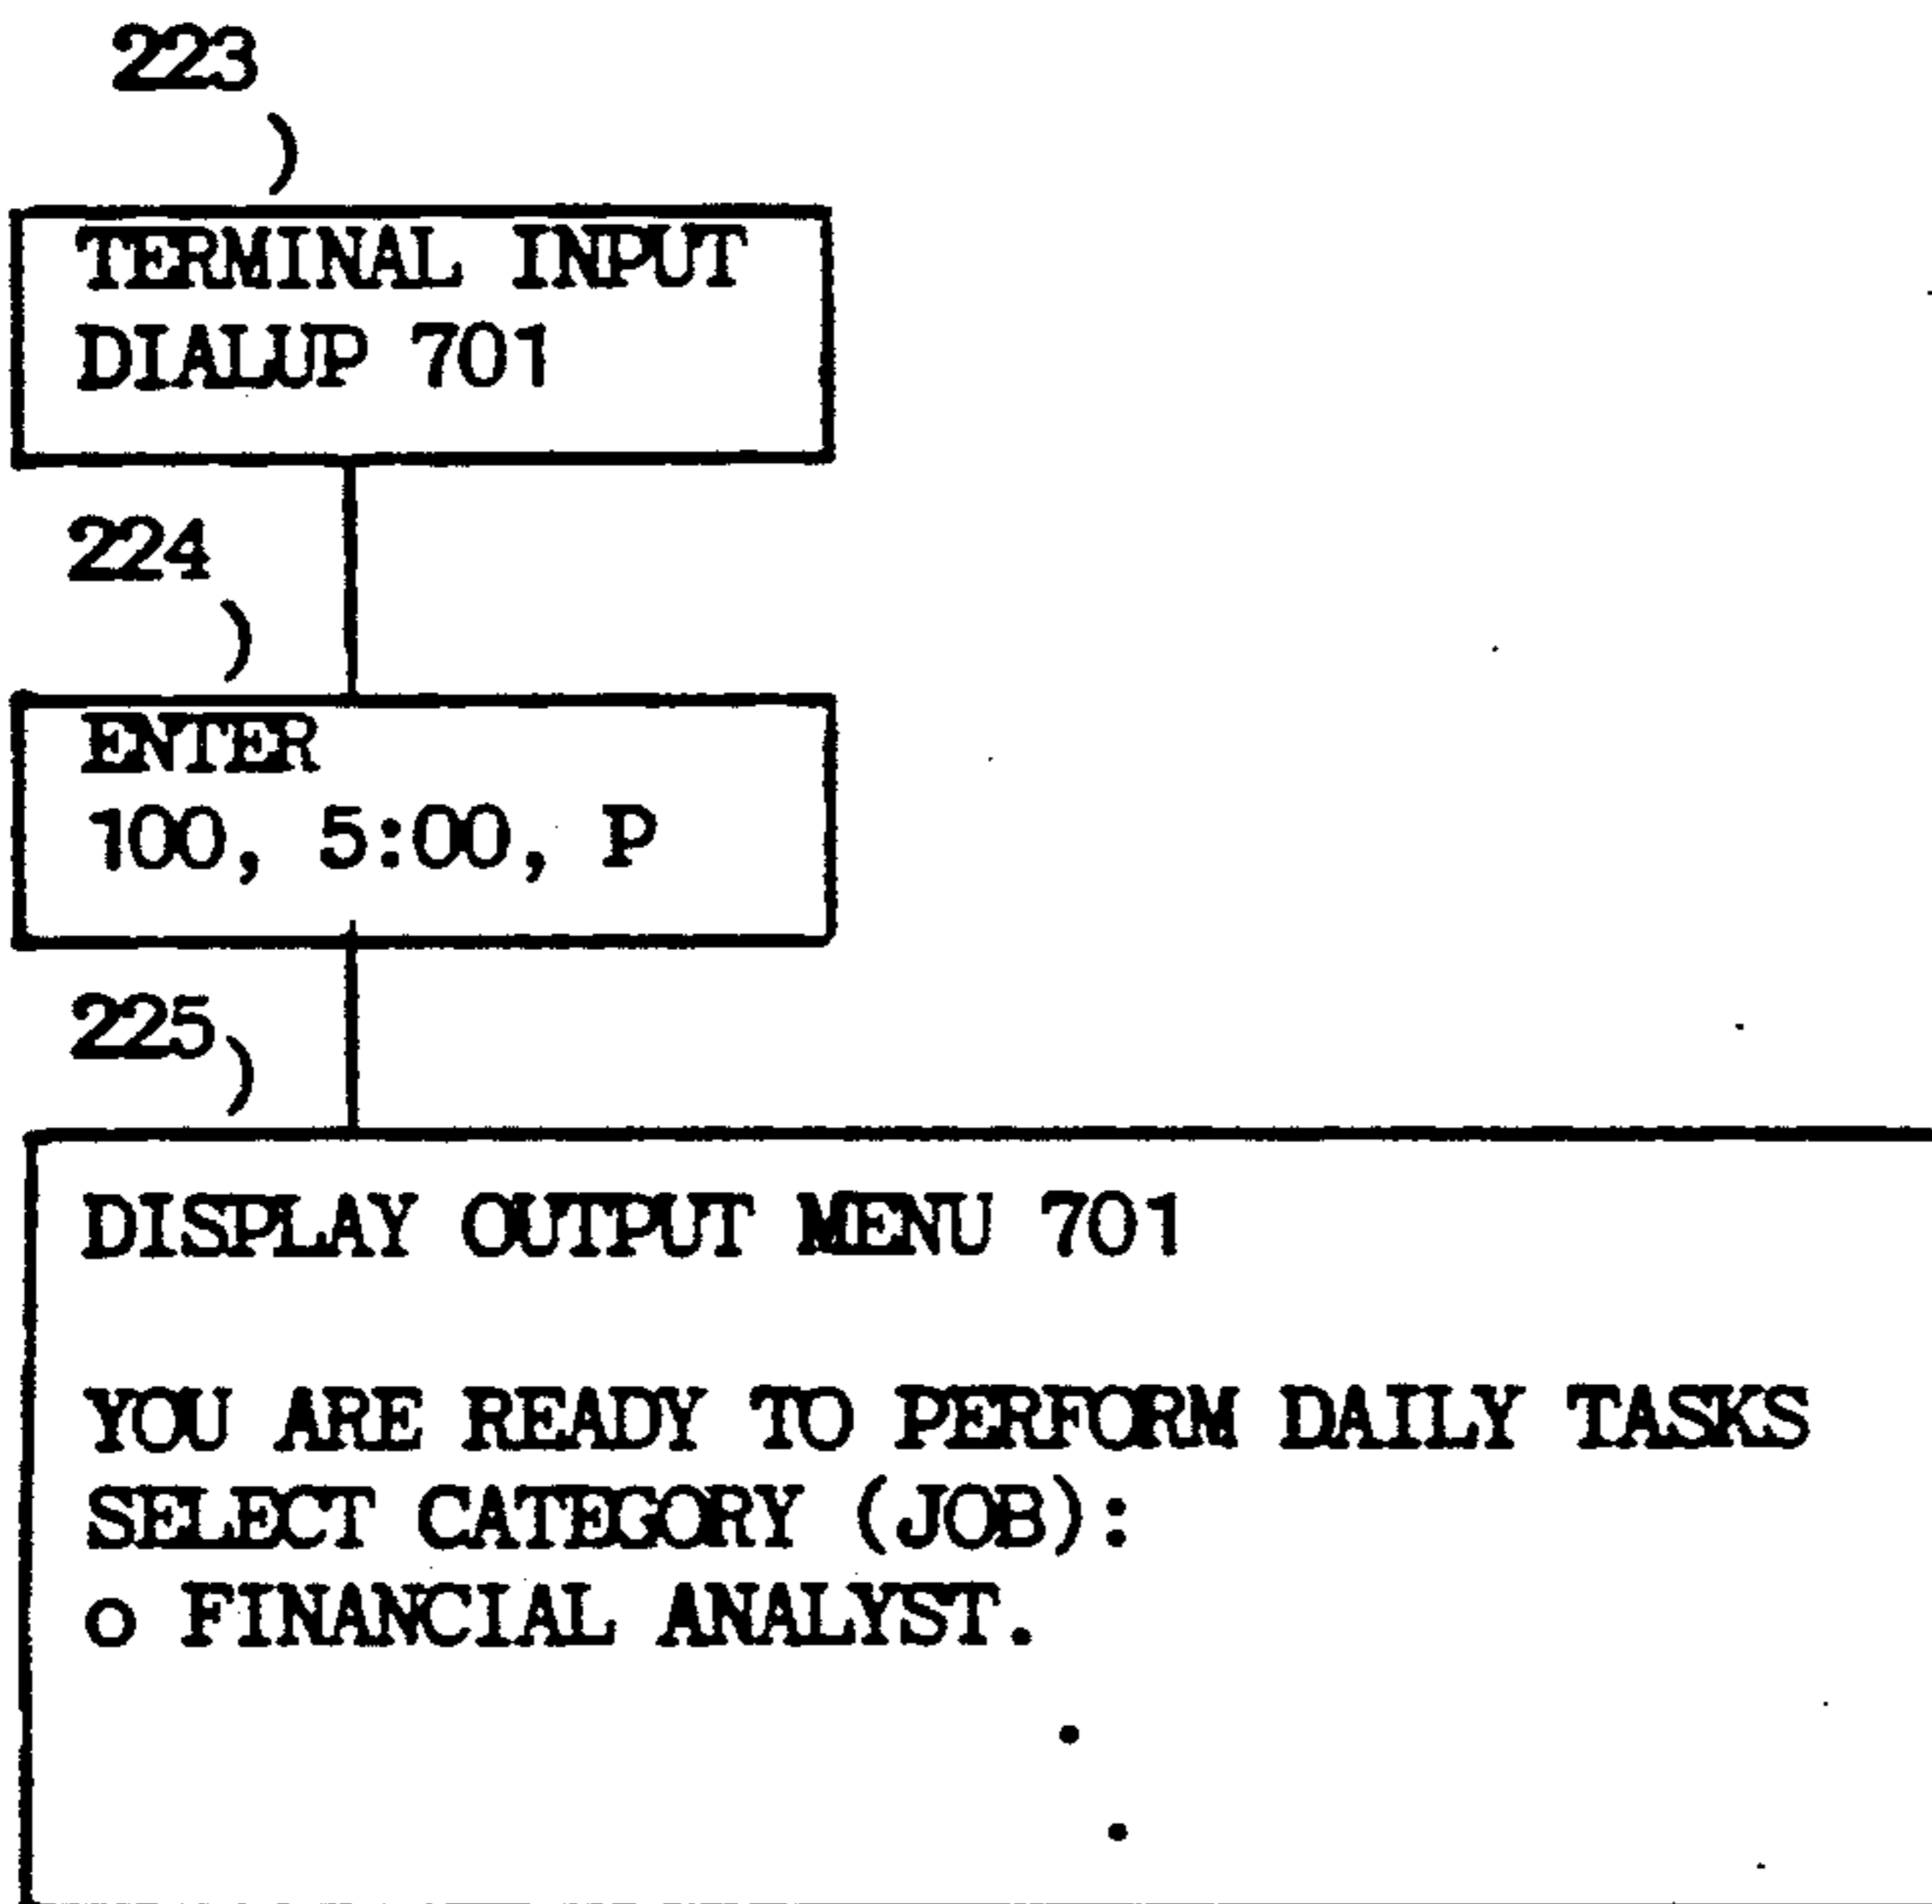 223
TERMINAL INPUT
DIALUP 701
224
ENTER
100, 5:00, P
225
DISPLAY OUTPUT MENU 701
YOU ARE READY TO PERFORM DAILY TASKS
SELECT CATEGORY (JOB):
o FINANCIAL ANALYST.
.
.